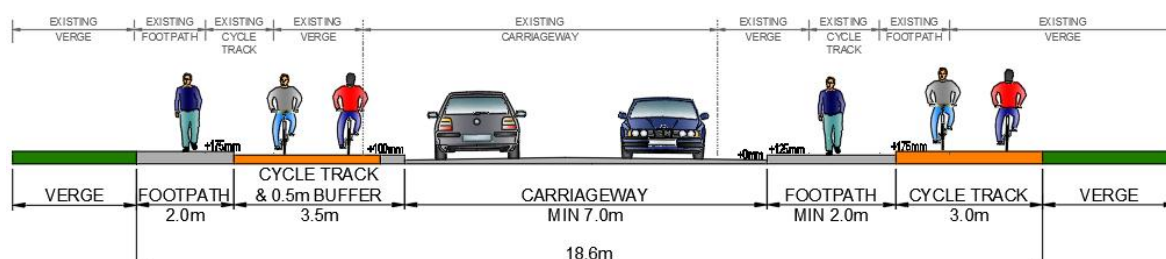 EXISTING
VERGE
EXISTING
FOOTPATH
EXISTING
CYCLE
TRACK
EXISTING
VERGE
EXISTING
CARRIAGEWAY
EXISTING
VERGE
EXISTING
CYCLE
TRACK
EXISTING
FOOTPATH
EXISTING
VERGE
+175mm
+100mm
+0mm
+125mm
+175mm
VERGE
FOOTPATH
2.0m
CYCLE TRACK
& 0.5m BUFFER
3.5m
CARRIAGEWAY
MIN 7.0m
FOOTPATH
MIN 2.0m
CYCLE TRACK
3.0m
VERGE
18.6m